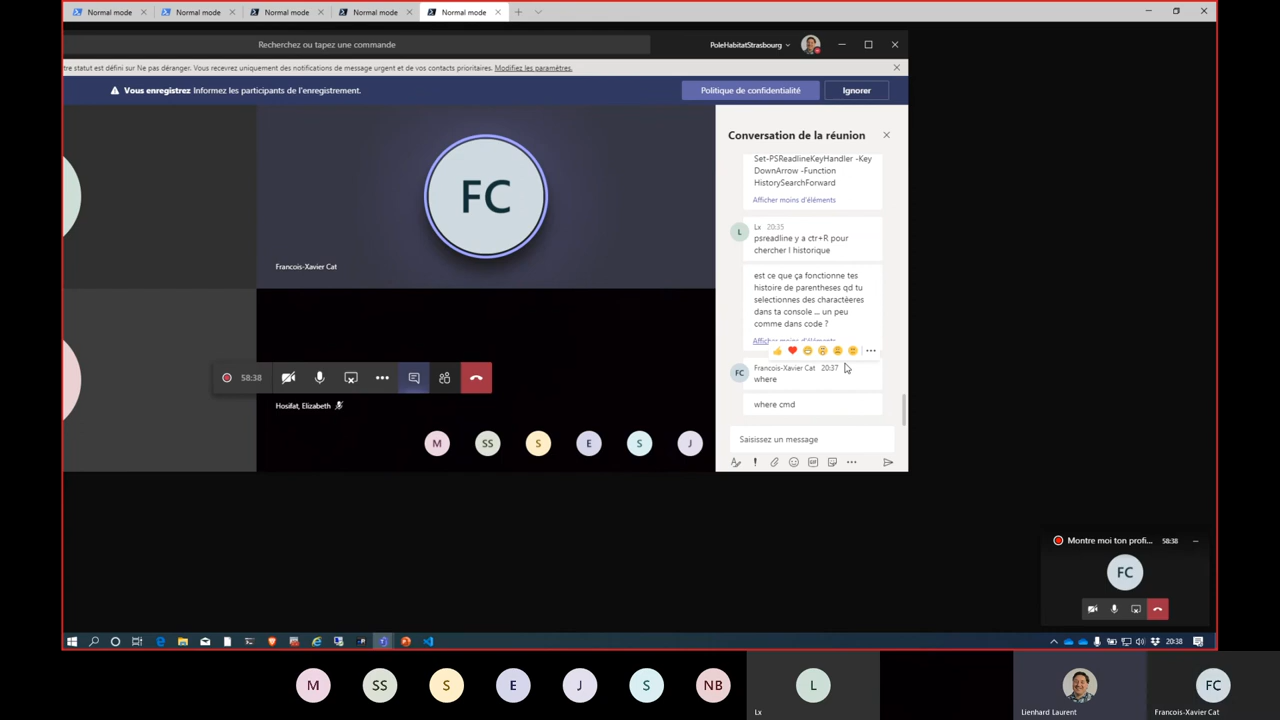 Normal mode
Normal mode
Normal mode
Normal mode
Normal mode
Recherchez ou tapez une commande
PoleHabitatStrasbourg
tre statut est défini sur Ne pas déranger. Vous recevrez uniquement des notifications de message urgent et de vos contacts prioritaires. Modifiez les paramètres.
Vous enregistrez Informez les participants de l'enregistrement.
Politique de confidentialité
Ignorer
FC
Francois-Xavier Cat
Conversation de la réunion
Set-PSReadlineKeyHandler -Key
DownArrow -Function
HistorySearchForward
Afficher moins d'éléments
L
Lx 20:35
psreadline y a ctr+R pour
chercher l historique
est ce que ça fonctionne tes
histoire de parentheses qd tu
selectionnes des charactèeres
dans ta console ... un peu
comme dans code ?
Afficher moins d'éléments
FC
Francois-Xavier Cat 20:37
where
where cmd
Saisissez un message
58:38
Hosifat, Elizabeth
M
SS
S
E
S
J
Montre moi ton profi... 58:38
FC
20:38
M
SS
S
E
J
S
NB
L
Lx
Lienhard Laurent
FC
Francois-Xavier Cat